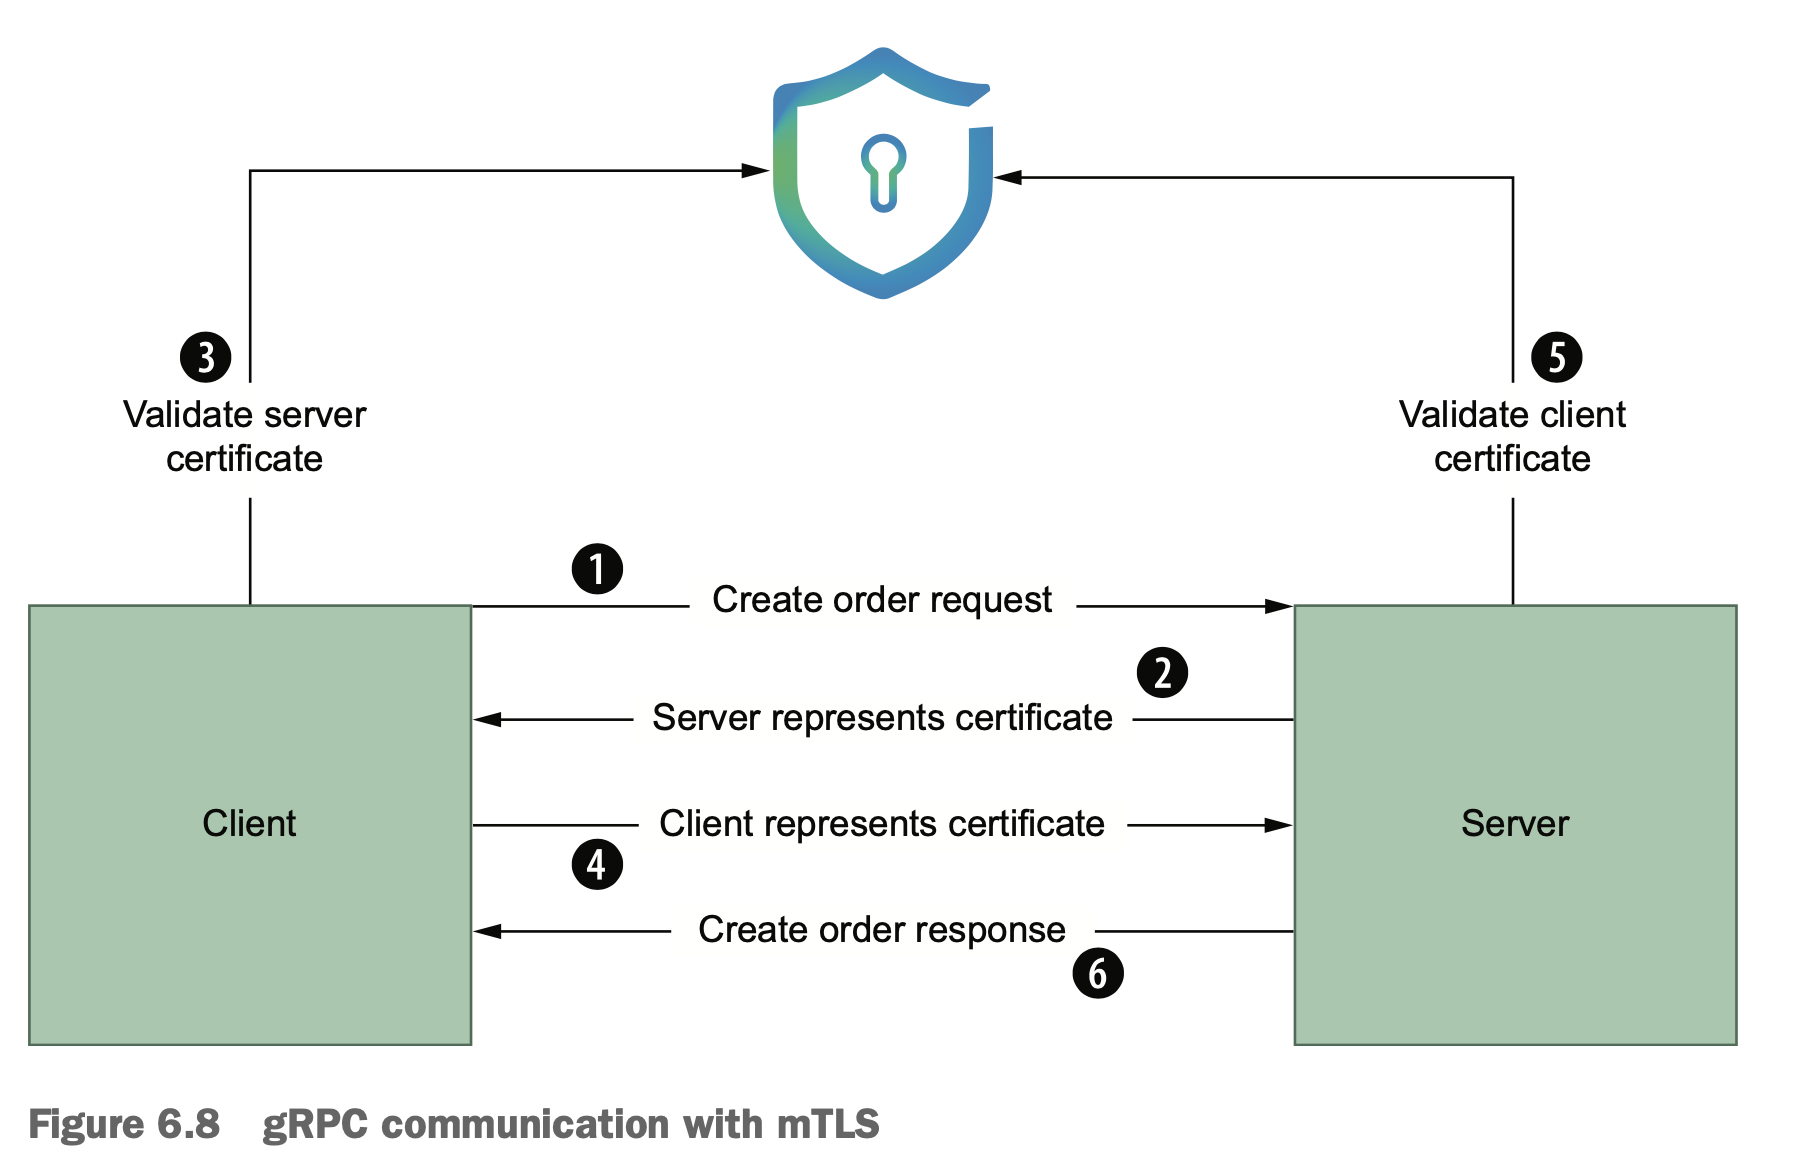 3
Validate server
certificate
5
Validate client
certificate
1
Create order request
2
Server represents certificate
Client
Client represents certificate
4
Server
Create order response
6
Figure 6.8 gRPC communication with mTLS